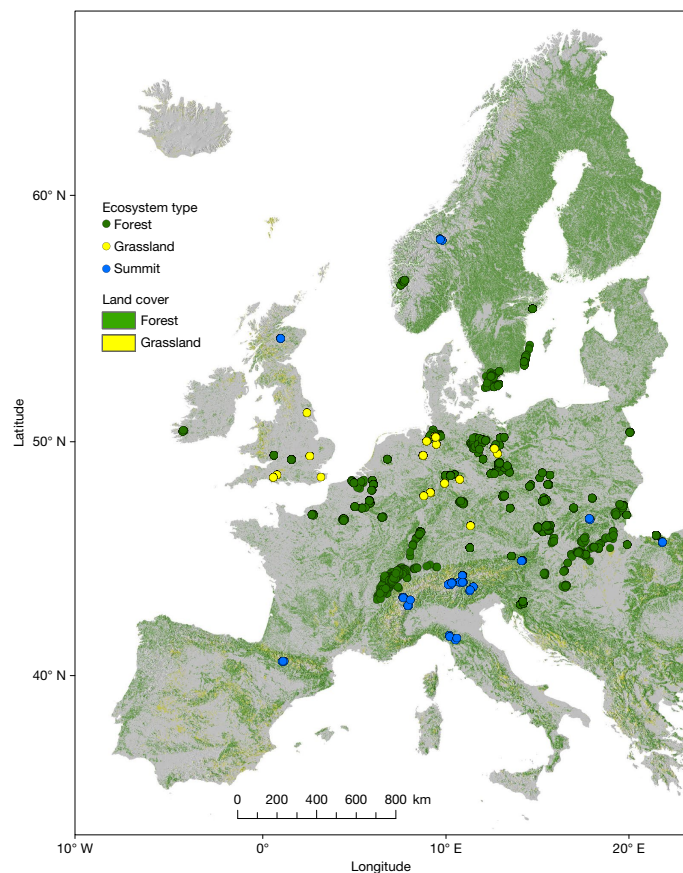 60° N
Ecosystem type
Forest
Grassland
Summit
Land cover
Forest
Grassland
Latitude
50° N
40° N
0 200 400 600 800 km
10° W 0° 10° E 20° E
Longitude